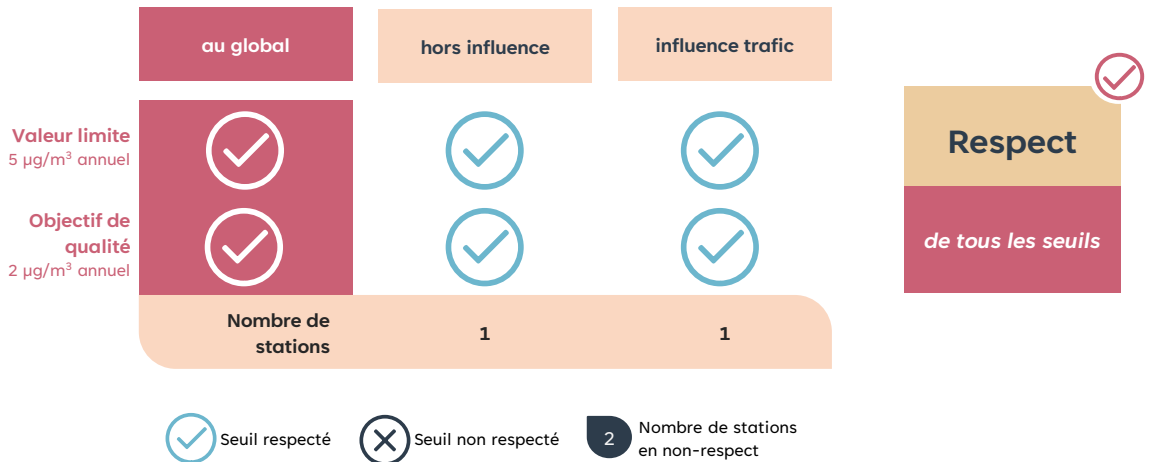 au global
hors influence
influence trafic
Valeur limite
5 µg/m³ annuel
Objectif de
qualité
2 µg/m³ annuel
Nombre de
stations
1
1
Respect
de tous les seuils
Seuil respecté
Seuil non respecté
2
Nombre de stations
en non-respect